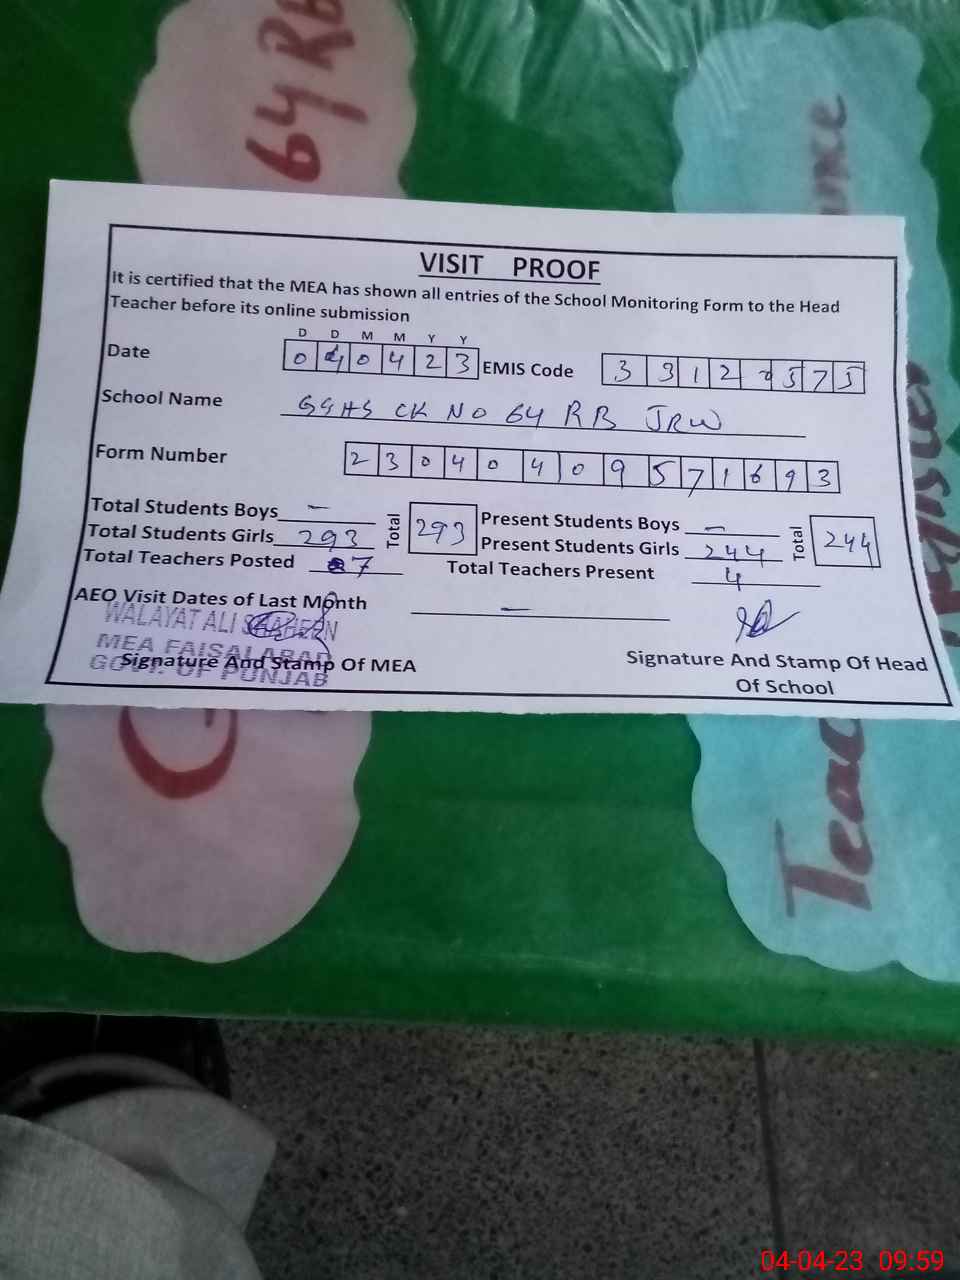 64 RB
VISIT PROOF
It is certified that the MEA has shown all entries of the School Monitoring Form to the Head
Teacher before its online submission
D D M M Y Y
Date 0 4 0 4 2 3 EMIS Code 3 3 1 2 2 5 7 5
School Name GGHS CK NO 64 RB JRW
Form Number 2 3 0 4 0 4 0 9 5 7 1 6 9 3
Total Students Boys — Total 293 Present Students Boys — Total 244
Total Students Girls 293 Present Students Girls 244
Total Teachers Posted 7 Total Teachers Present 4
AEO Visit Dates of Last Month —
WALAYAT ALI SHAHEEN
MEA FAISALABAD
GOVT. OF PUNJAB
Signature And Stamp Of MEA
Signature And Stamp Of Head
Of School
04-04-23 09.59